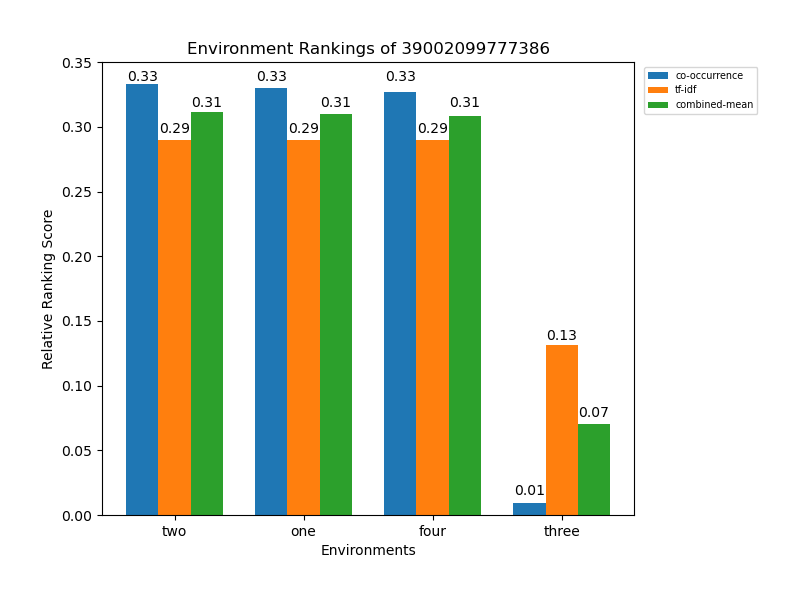 Environment Rankings of 39002099777386
co-occurrence
tf-idf
combined-mean
0.35
0.30
0.25
0.20
0.15
0.10
0.05
0.00
Relative Ranking Score
0.33 0.29 0.31
0.33 0.29 0.31
0.33 0.29 0.31
0.01 0.13 0.07
two one four three
Environments